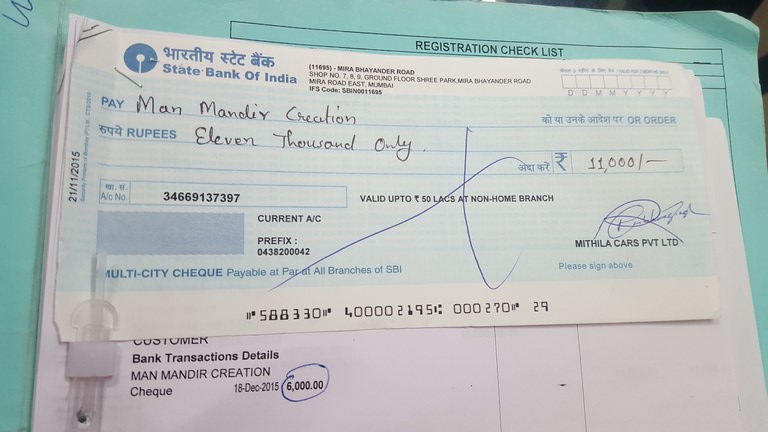 REGISTRATION CHECK LIST
भारतीय स्टेट बैंक
State Bank Of India
(11695) - MIRA BHAYANDER ROAD
SHOP NO. 7, 8, 9, GROUND FLOOR SHREE PARK,MIRA BHAYANDER ROAD
MIRA ROAD EAST, MUMBAI
IFS Code: SBIN0011695
D D M M Y Y Y Y
PAY Man Mandir Creation को या उनके आदेश पर OR ORDER
रुपये RUPEES Eleven Thousand Only.
अदा करें ₹ 11,000/-
21/11/2015
खा. सं.
A/c No. 34669137397
VALID UPTO ₹ 50 LACS AT NON-HOME BRANCH
CURRENT A/C
PREFIX :
0438200042
MITHILA CARS PVT LTD
MULTI-CITY CHEQUE Payable at Par at All Branches of SBI
Please sign above
⑈588330⑈ 400002195⑆ 000270⑈ 29
CUSTOMER
Bank Transactions Details
MAN MANDIR CREATION
Cheque 18-Dec-2015 6,000.00